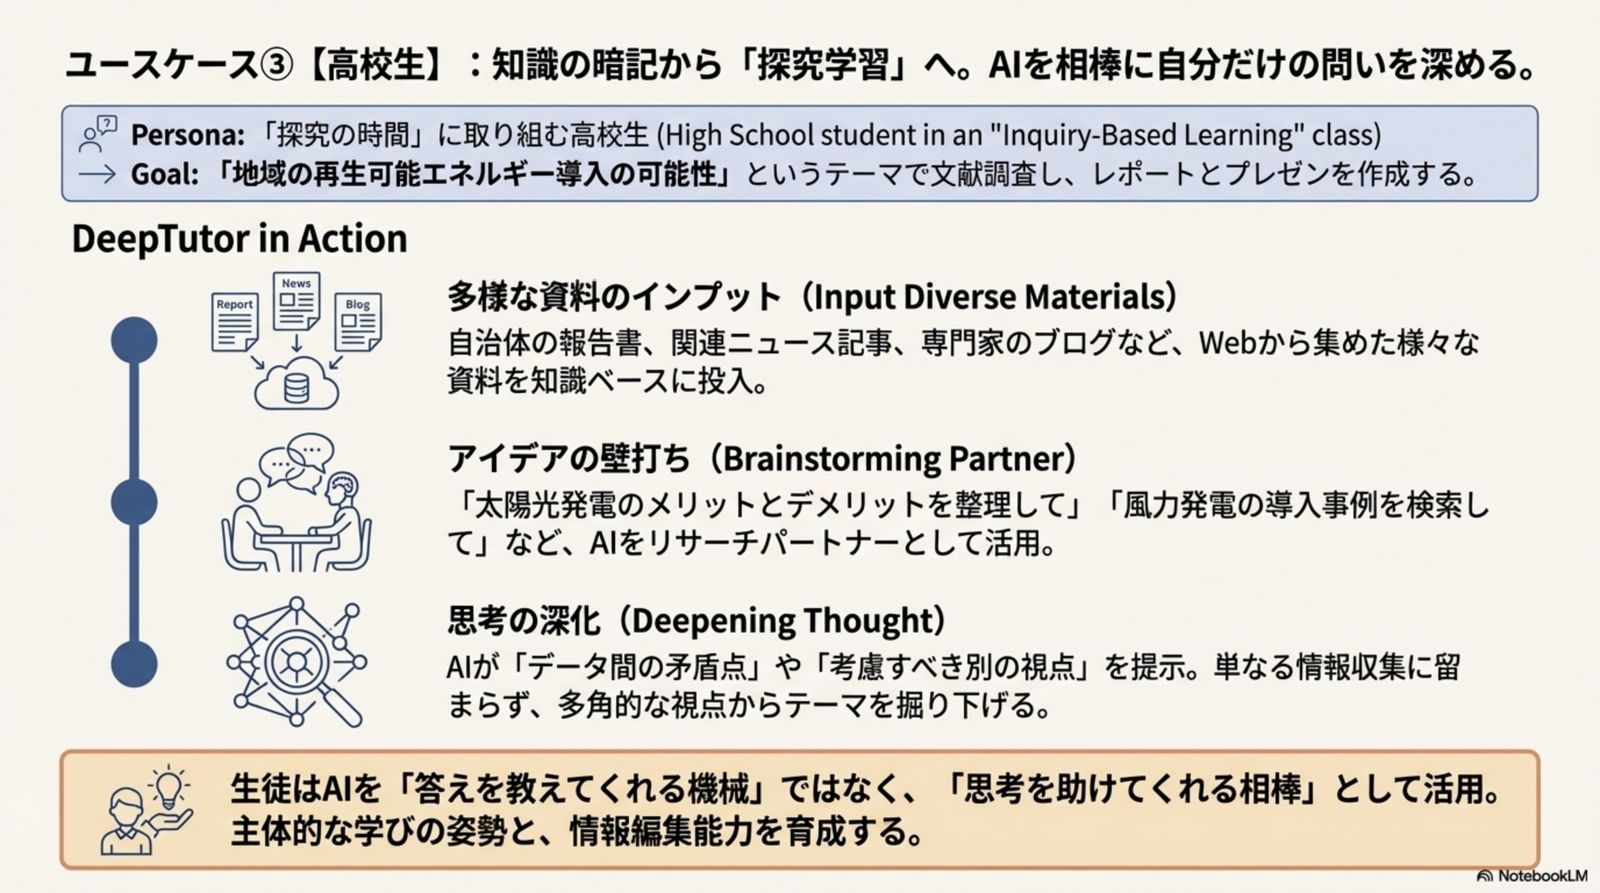 ユースケース③【高校生】：知識の暗記から「探究学習」へ。AIを相棒に自分だけの問いを深める。
Persona: 「探究の時間」に取り組む高校生 (High School student in an "Inquiry-Based Learning" class)
Goal: 「地域の再生可能エネルギー導入の可能性」というテーマで文献調査し、レポートとプレゼンを作成する。
DeepTutor in Action
Report
News
Blog
多様な資料のインプット（Input Diverse Materials）
自治体の報告書、関連ニュース記事、専門家のブログなど、Webから集めた様々な
資料を知識ベースに投入。
アイデアの壁打ち（Brainstorming Partner）
「太陽光発電のメリットとデメリットを整理して」「風力発電の導入事例を検索し
て」など、AIをリサーチパートナーとして活用。
思考の深化（Deepening Thought）
AIが「データ間の矛盾点」や「考慮すべき別の視点」を提示。単なる情報収集に留
まらず、多角的な視点からテーマを掘り下げる。
生徒はAIを「答えを教えてくれる機械」ではなく、「思考を助けてくれる相棒」として活用。
主体的な学びの姿勢と、情報編集能力を育成する。
NotebookLM